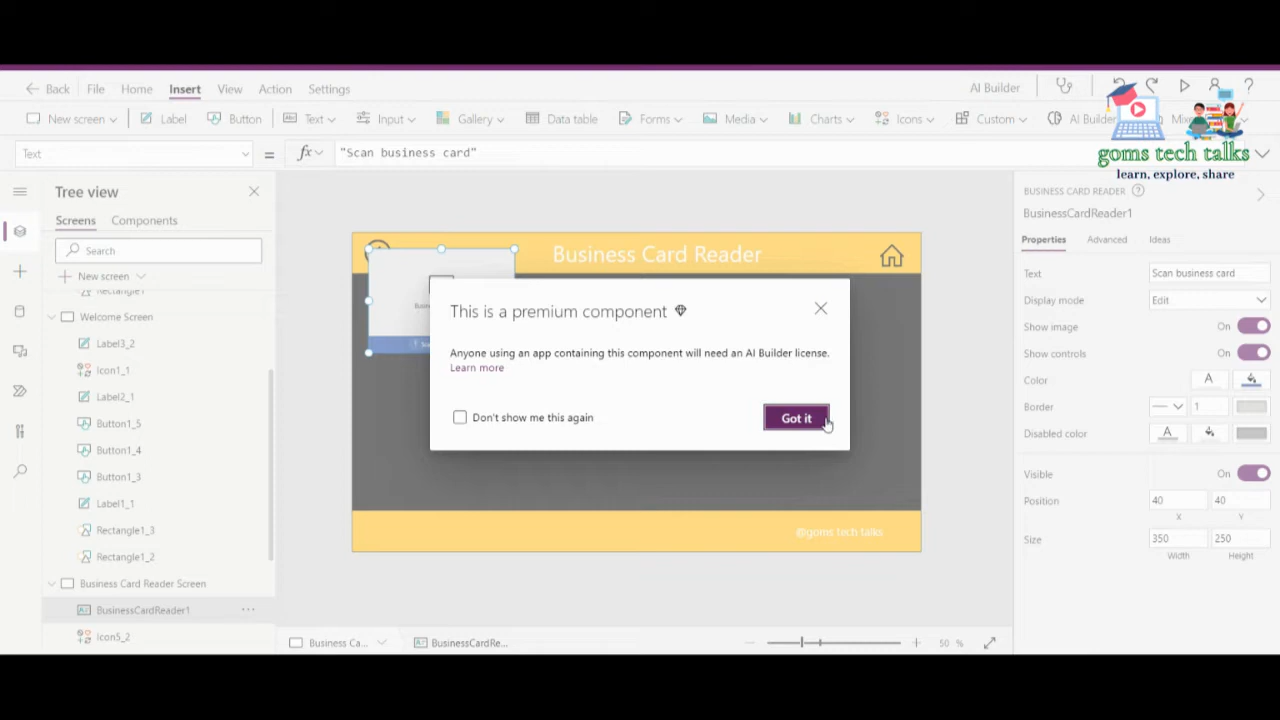 Back File Home Insert View Action Settings AI Builder
New screen Label Button Text Input Gallery Data table Forms Media Charts Icons Custom AI Builder
goms tech talks
learn, explore, share
Text = fx "Scan business card"
Tree view
Screens Components
Search
New screen
Rectangle1
Welcome Screen
Label3_2
Icon1_1
Label2_1
Button1_5
Button1_4
Button1_3
Label1_1
Rectangle1_3
Rectangle1_2
Business Card Reader Screen
BusinessCardReader1 ...
Icon5_2
Business Card Reader
This is a premium component
Anyone using an app containing this component will need an AI Builder license.
Learn more
Don't show me this again
Got it
@goms tech talks
Business Ca... BusinessCardRe...
50 %
BUSINESS CARD READER
BusinessCardReader1
Properties Advanced Ideas
Text Scan business card
Display mode Edit
Show image On
Show controls On
Color
Border 1
Disabled color
Visible On
Position 40 40
X Y
Size 350 250
Width Height